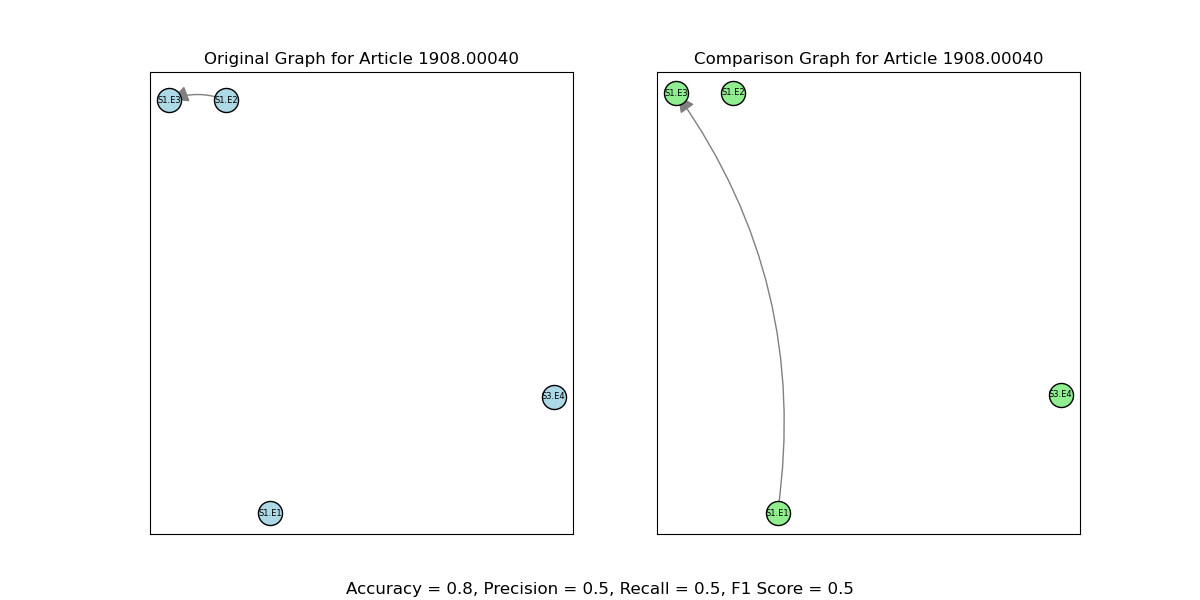 Original Graph for Article 1908.00040
S1.E3
S1.E2
S3.E4
S1.E1
Comparison Graph for Article 1908.00040
S1.E3
S1.E2
S3.E4
S1.E1
Accuracy = 0.8, Precision = 0.5, Recall = 0.5, F1 Score = 0.5